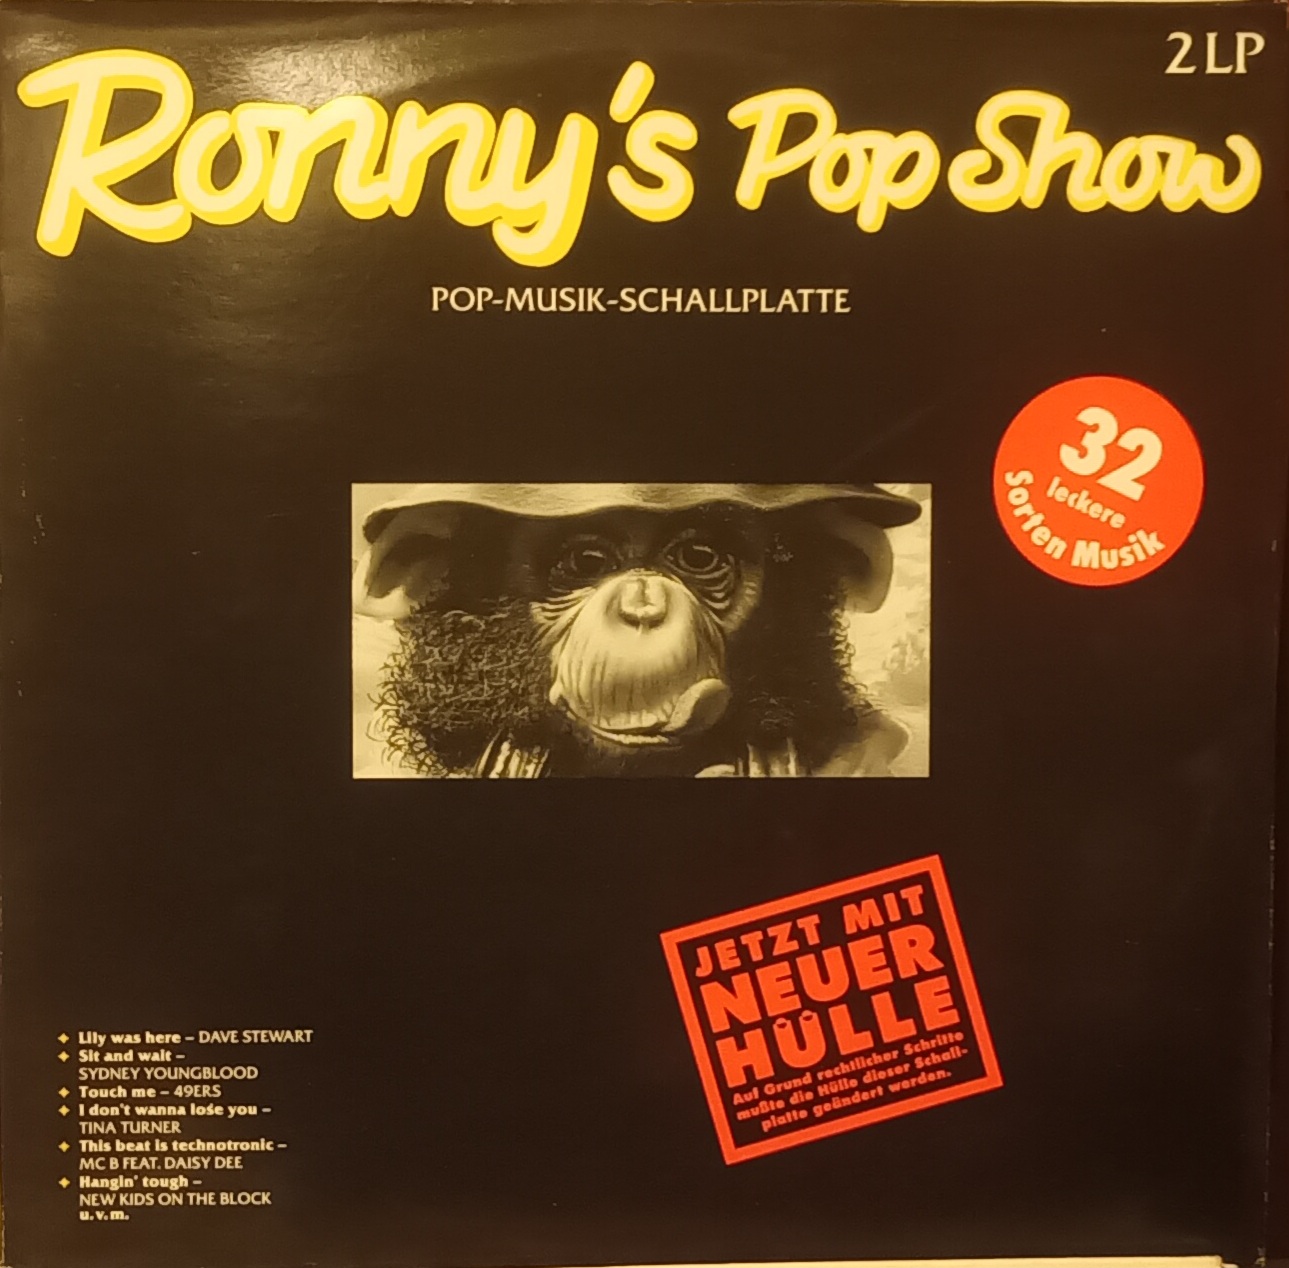 2 LP
Ronny's Pop Show
POP-MUSIK-SCHALLPLATTE
32
leckere
Sorten Musik
JETZT MIT
NEUER
HÜLLE
Auf Grund rechtlicher Schritte
mußte die Hülle dieser Schall-
platte geändert werden.
Lily was here – DAVE STEWART
Sit and wait –
SYDNEY YOUNGBLOOD
Touch me – 49ERS
I don't wanna lose you –
TINA TURNER
This beat is technotronic –
MC B FEAT. DAISY DEE
Hangin' tough –
NEW KIDS ON THE BLOCK
u.v.m.